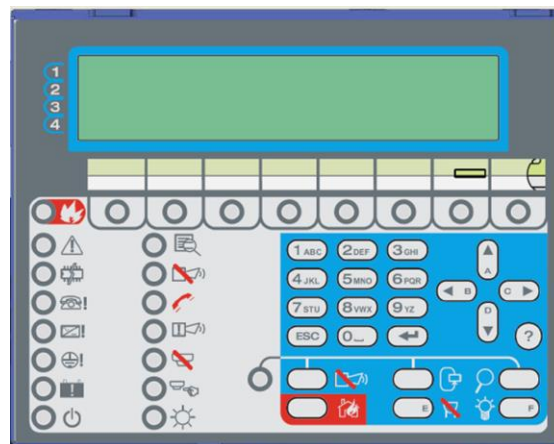 1
2
3
4
1 ABC 2 DEF 3 GHI
A
4 JKL 5 MNO 6 PQR
B C
7 STU 8 VWX 9 YZ
D
ESC 0 ?
E F